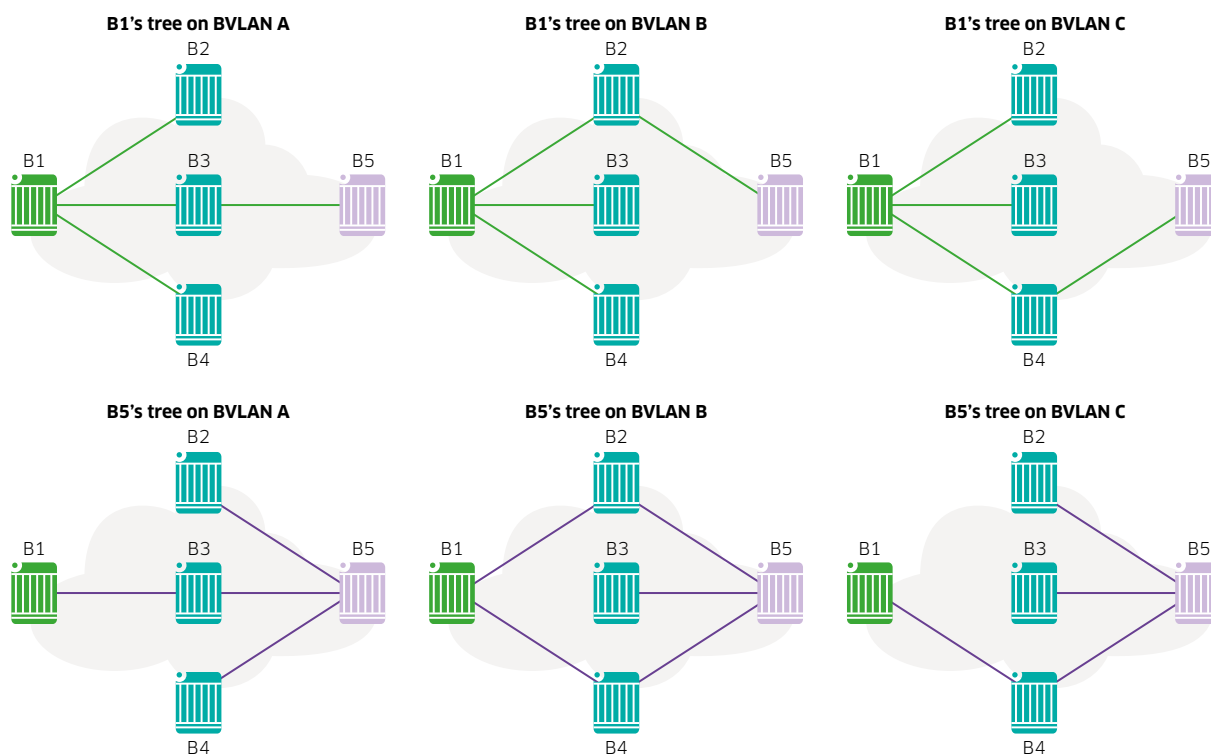 B1’s tree on BVLAN A
B2
B1
B3
B5
B4
B1’s tree on BVLAN B
B2
B1
B3
B5
B4
B1’s tree on BVLAN C
B2
B1
B3
B5
B4
B5’s tree on BVLAN A
B2
B1
B3
B5
B4
B5’s tree on BVLAN B
B2
B1
B3
B5
B4
B5’s tree on BVLAN C
B2
B1
B3
B5
B4